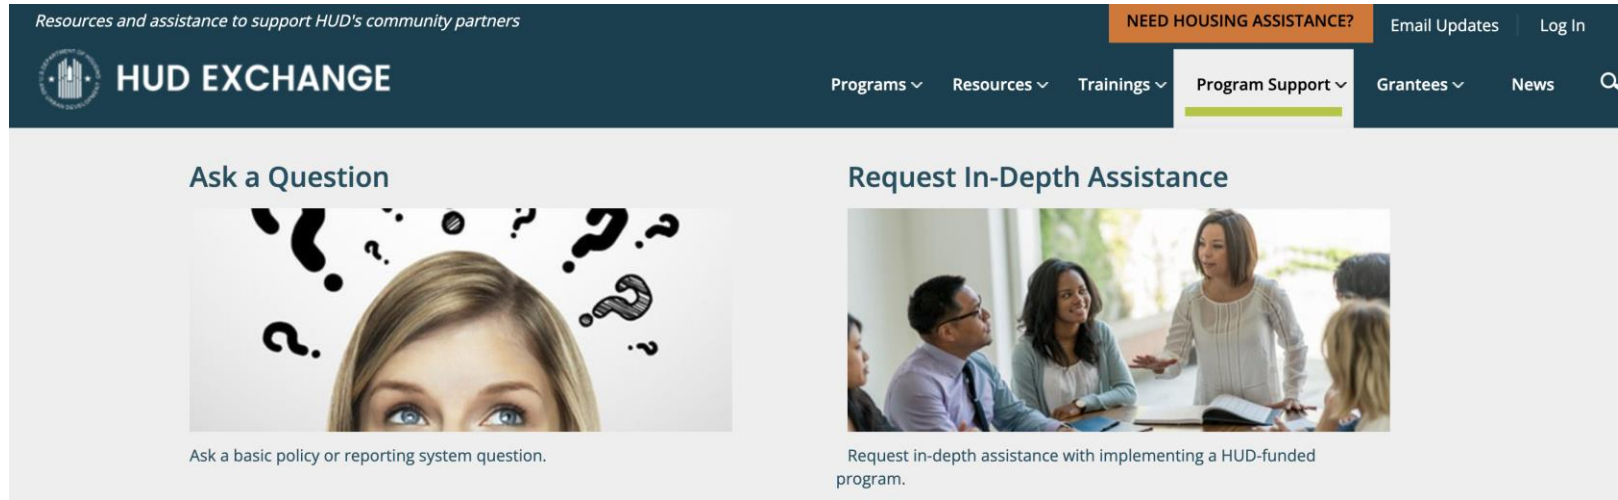 Resources and assistance to support HUD's community partners
NEED HOUSING ASSISTANCE?
Email Updates
Log In
HUD EXCHANGE
Programs
Resources
Trainings
Program Support
Grantees
News
Ask a Question
Request In-Depth Assistance
Ask a basic policy or reporting system question.
Request in-depth assistance with implementing a HUD-funded
program.